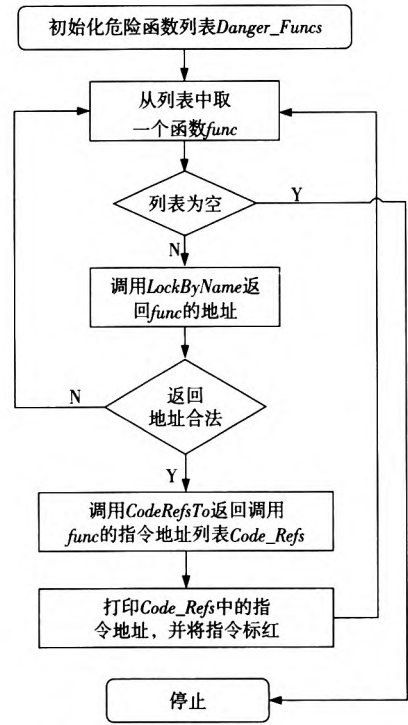 初始化危险函数列表Danger_Funcs
从列表中取
一个函数func
列表为空
Y
N
调用LockByName返
回func的地址
N
返回
地址合法
Y
调用CodeRefsTo返回调用
func的指令地址列表Code_Refs
打印Code_Refs中的指
令地址，并将指令标红
停止